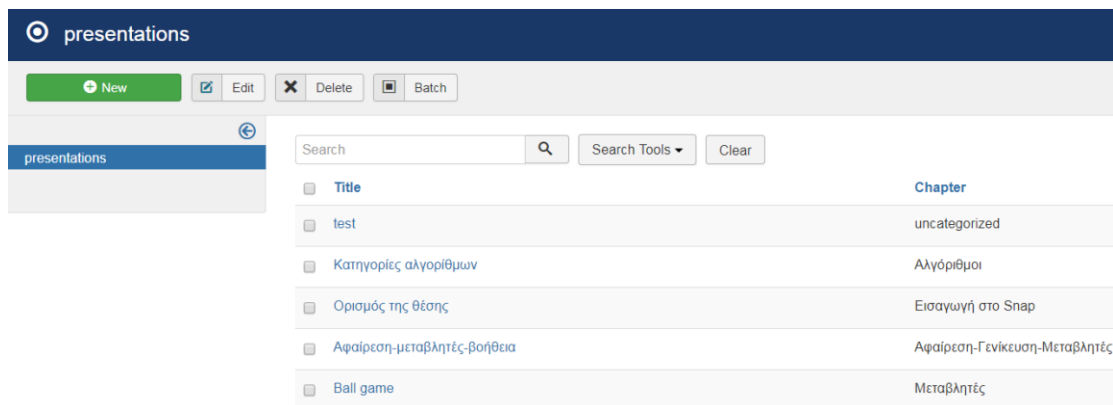 presentations
New Edit Delete Batch
presentations
Search Search Tools Clear
Title Chapter
test uncategorized
Κατηγορίες αλγορίθμων Αλγόριθμοι
Ορισμός της θέσης Εισαγωγή στο Snap
Αφαίρεση-μεταβλητές-βοήθεια Αφαίρεση-Γενίκευση-Μεταβλητές
Ball game Μεταβλητές